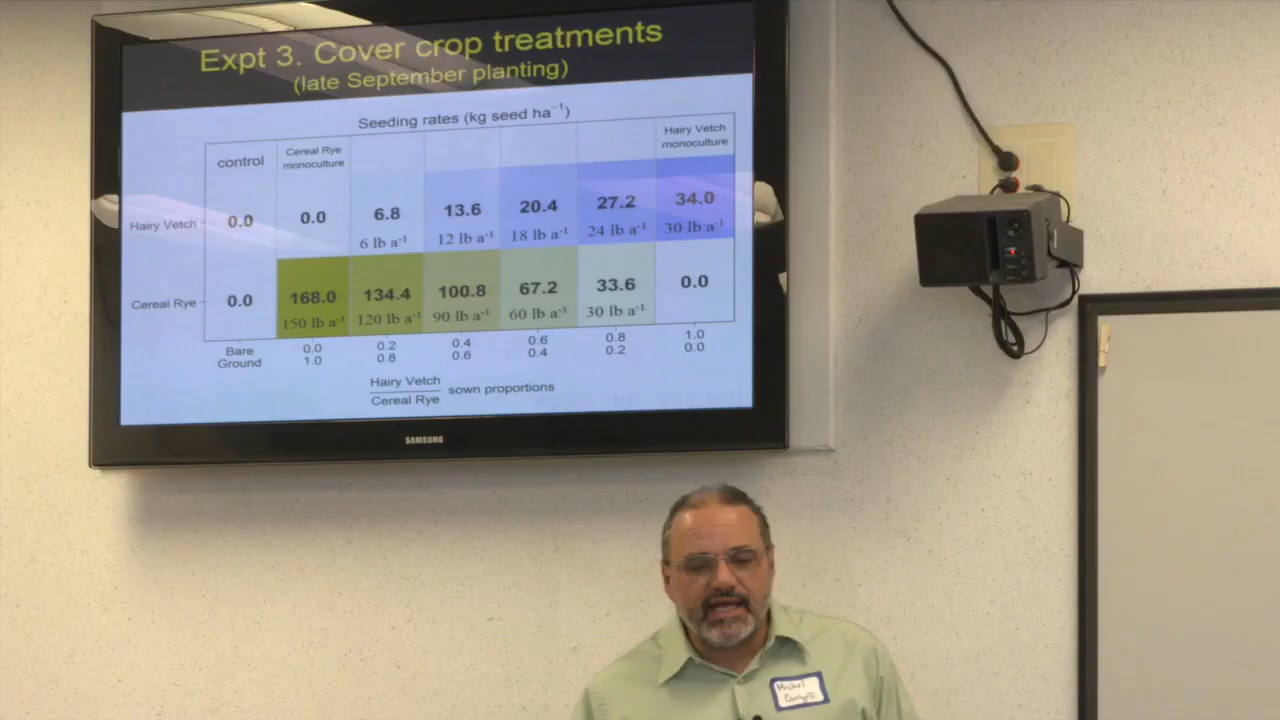 Expt 3. Cover crop treatments
(late September planting)
Seeding rates (kg seed ha⁻¹)
control
Cereal Rye
monoculture
Hairy Vetch
monoculture
Hairy Vetch 0.0 0.0 6.8 13.6 20.4 27.2 34.0
6 lb a⁻¹ 12 lb a⁻¹ 18 lb a⁻¹ 24 lb a⁻¹ 30 lb a⁻¹
Cereal Rye 0.0 168.0 134.4 100.8 67.2 33.6 0.0
150 lb a⁻¹ 120 lb a⁻¹ 90 lb a⁻¹ 60 lb a⁻¹ 30 lb a⁻¹
Bare 0.0 0.2 0.4 0.6 0.8 1.0
Ground 1.0 0.8 0.6 0.4 0.2 0.0
Hairy Vetch
Cereal Rye
sown proportions
SAMSUNG
Michel